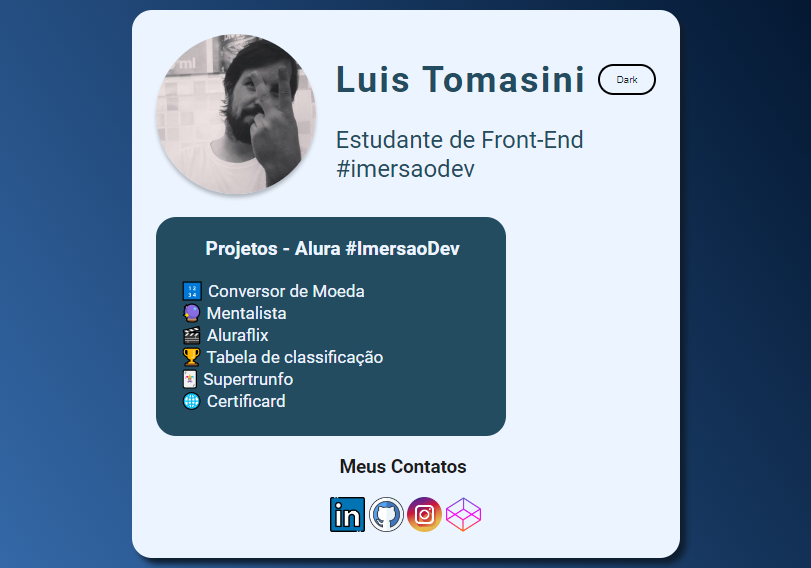 Luis Tomasini
Dark
Estudante de Front-End
#imersaodev
Projetos - Alura #ImersaoDev
Conversor de Moeda
Mentalista
Aluraflix
Tabela de classificação
Supertrunfo
Certificard
Meus Contatos
in